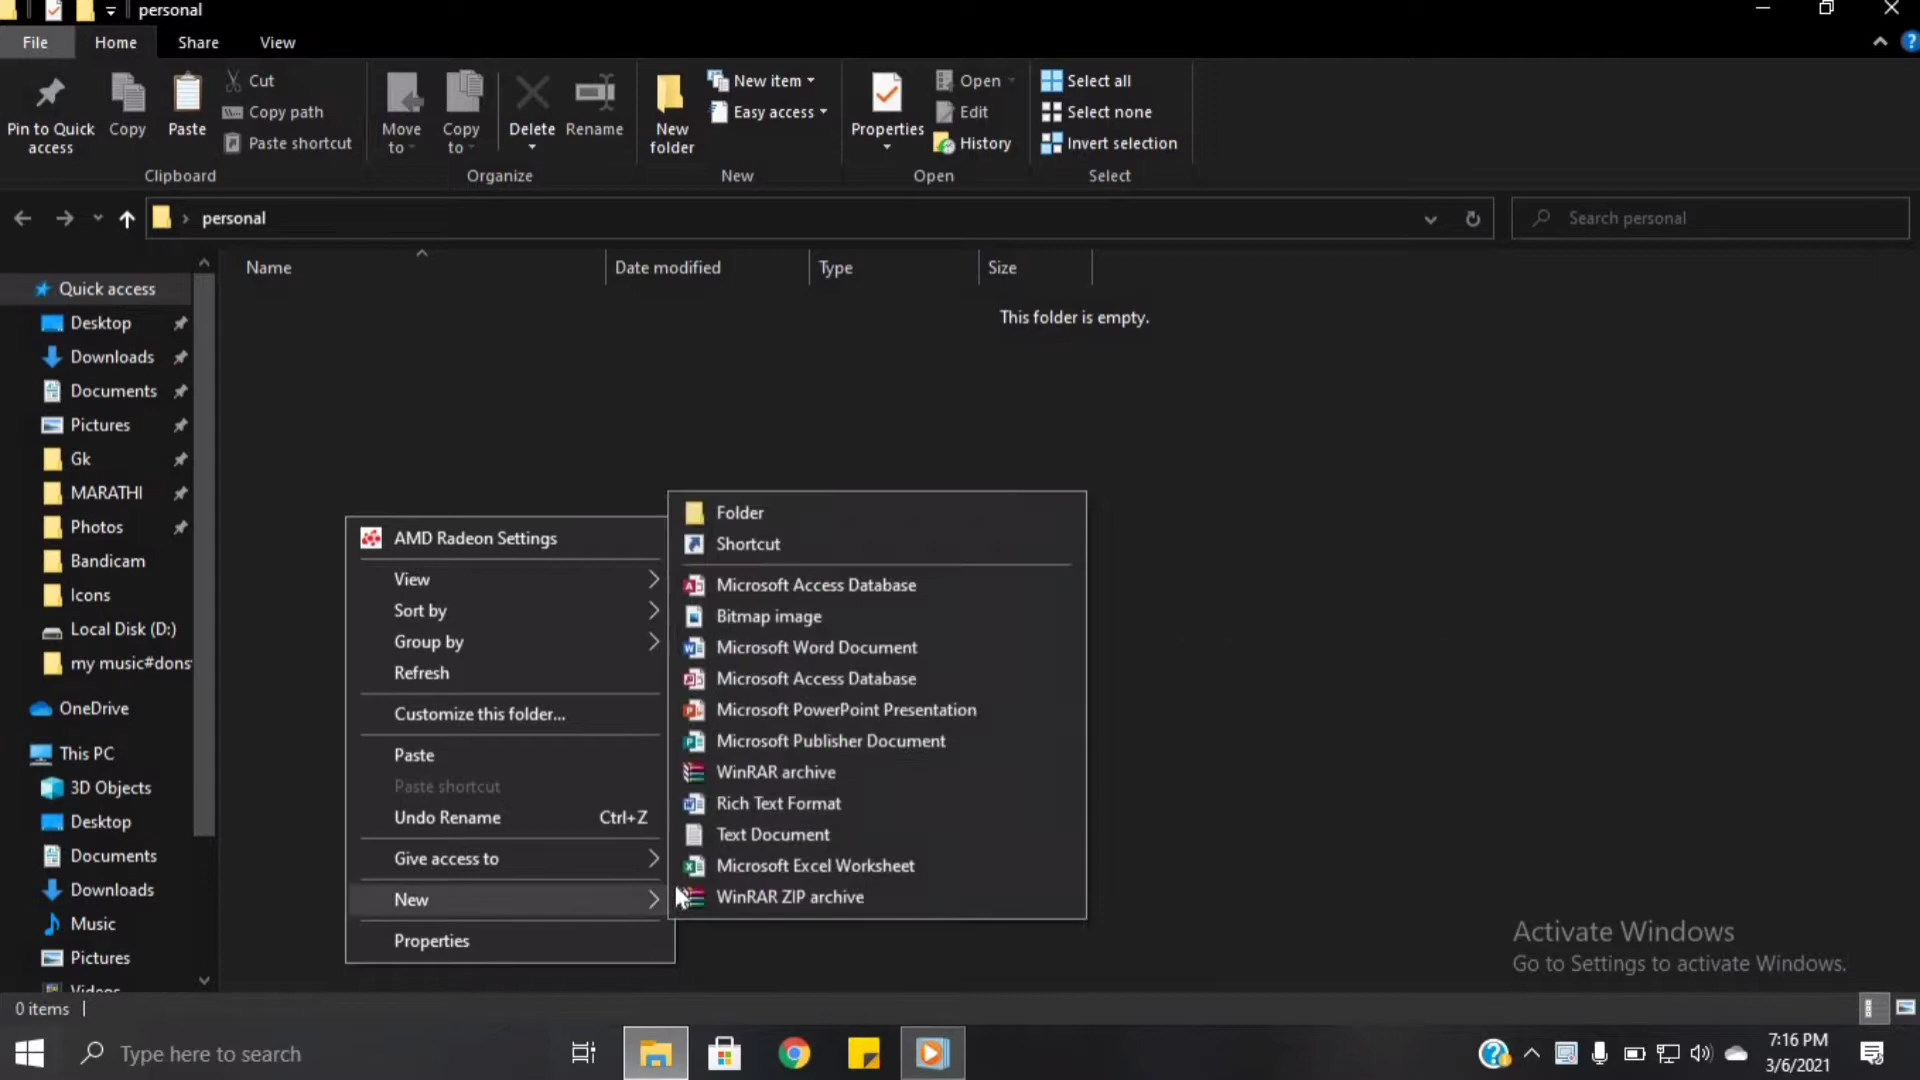 personal
File Home Share View
Pin to Quick access
Copy
Paste
Cut
Copy path
Paste shortcut
Move to
Copy to
Delete
Rename
New folder
New item
Easy access
Properties
Open
Edit
History
Select all
Select none
Invert selection
Clipboard Organize New Open Select
personal
Search personal
Name Date modified Type Size
This folder is empty.
Quick access
Desktop
Downloads
Documents
Pictures
Gk
MARATHI
Photos
Bandicam
Icons
Local Disk (D:)
my music#dons
OneDrive
This PC
3D Objects
Desktop
Documents
Downloads
Music
Pictures
Videos
AMD Radeon Settings
View
Sort by
Group by
Refresh
Customize this folder...
Paste
Paste shortcut
Undo Rename Ctrl+Z
Give access to
New
Properties
Folder
Shortcut
Microsoft Access Database
Bitmap image
Microsoft Word Document
Microsoft Access Database
Microsoft PowerPoint Presentation
Microsoft Publisher Document
WinRAR archive
Rich Text Format
Text Document
Microsoft Excel Worksheet
WinRAR ZIP archive
Activate Windows
Go to Settings to activate Windows.
0 items
Type here to search
7:16 PM
3/6/2021